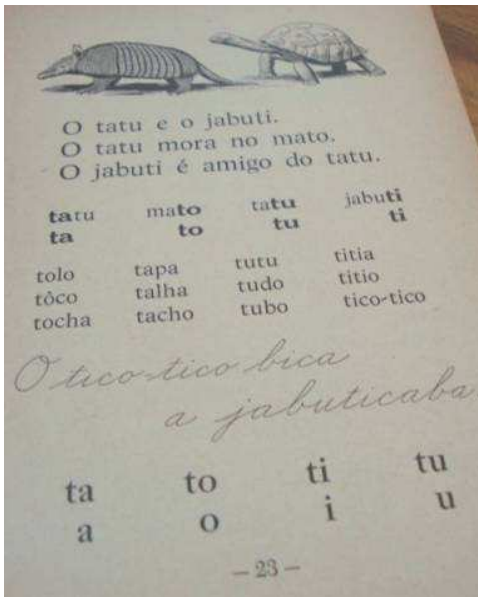 O tatu e o jabuti.
O tatu mora no mato.
O jabuti é amigo do tatu.
tatu mato tatu jabuti
ta to tu ti
tolo tapa tutu titia
tôco talha tudo titio
tocha tacho tubo tico-tico
O tico-tico bica
a jabuticaba
ta to ti tu
a o i u
— 23 —